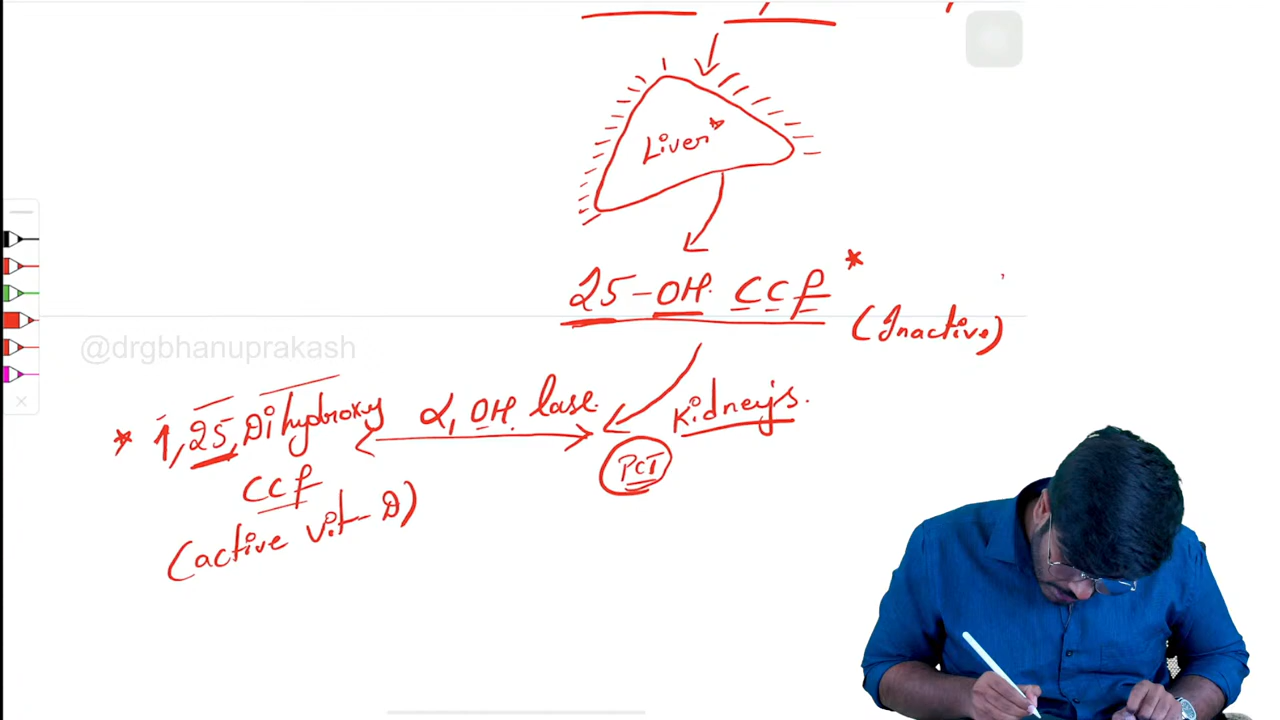 Liver*
25-OH CCF *
(Inactive)
@drgbhanuprakash
* 1,25, Dihydroxy
CCF
(active Vit-D)
α, OH lase.
Kidneys.
PCT